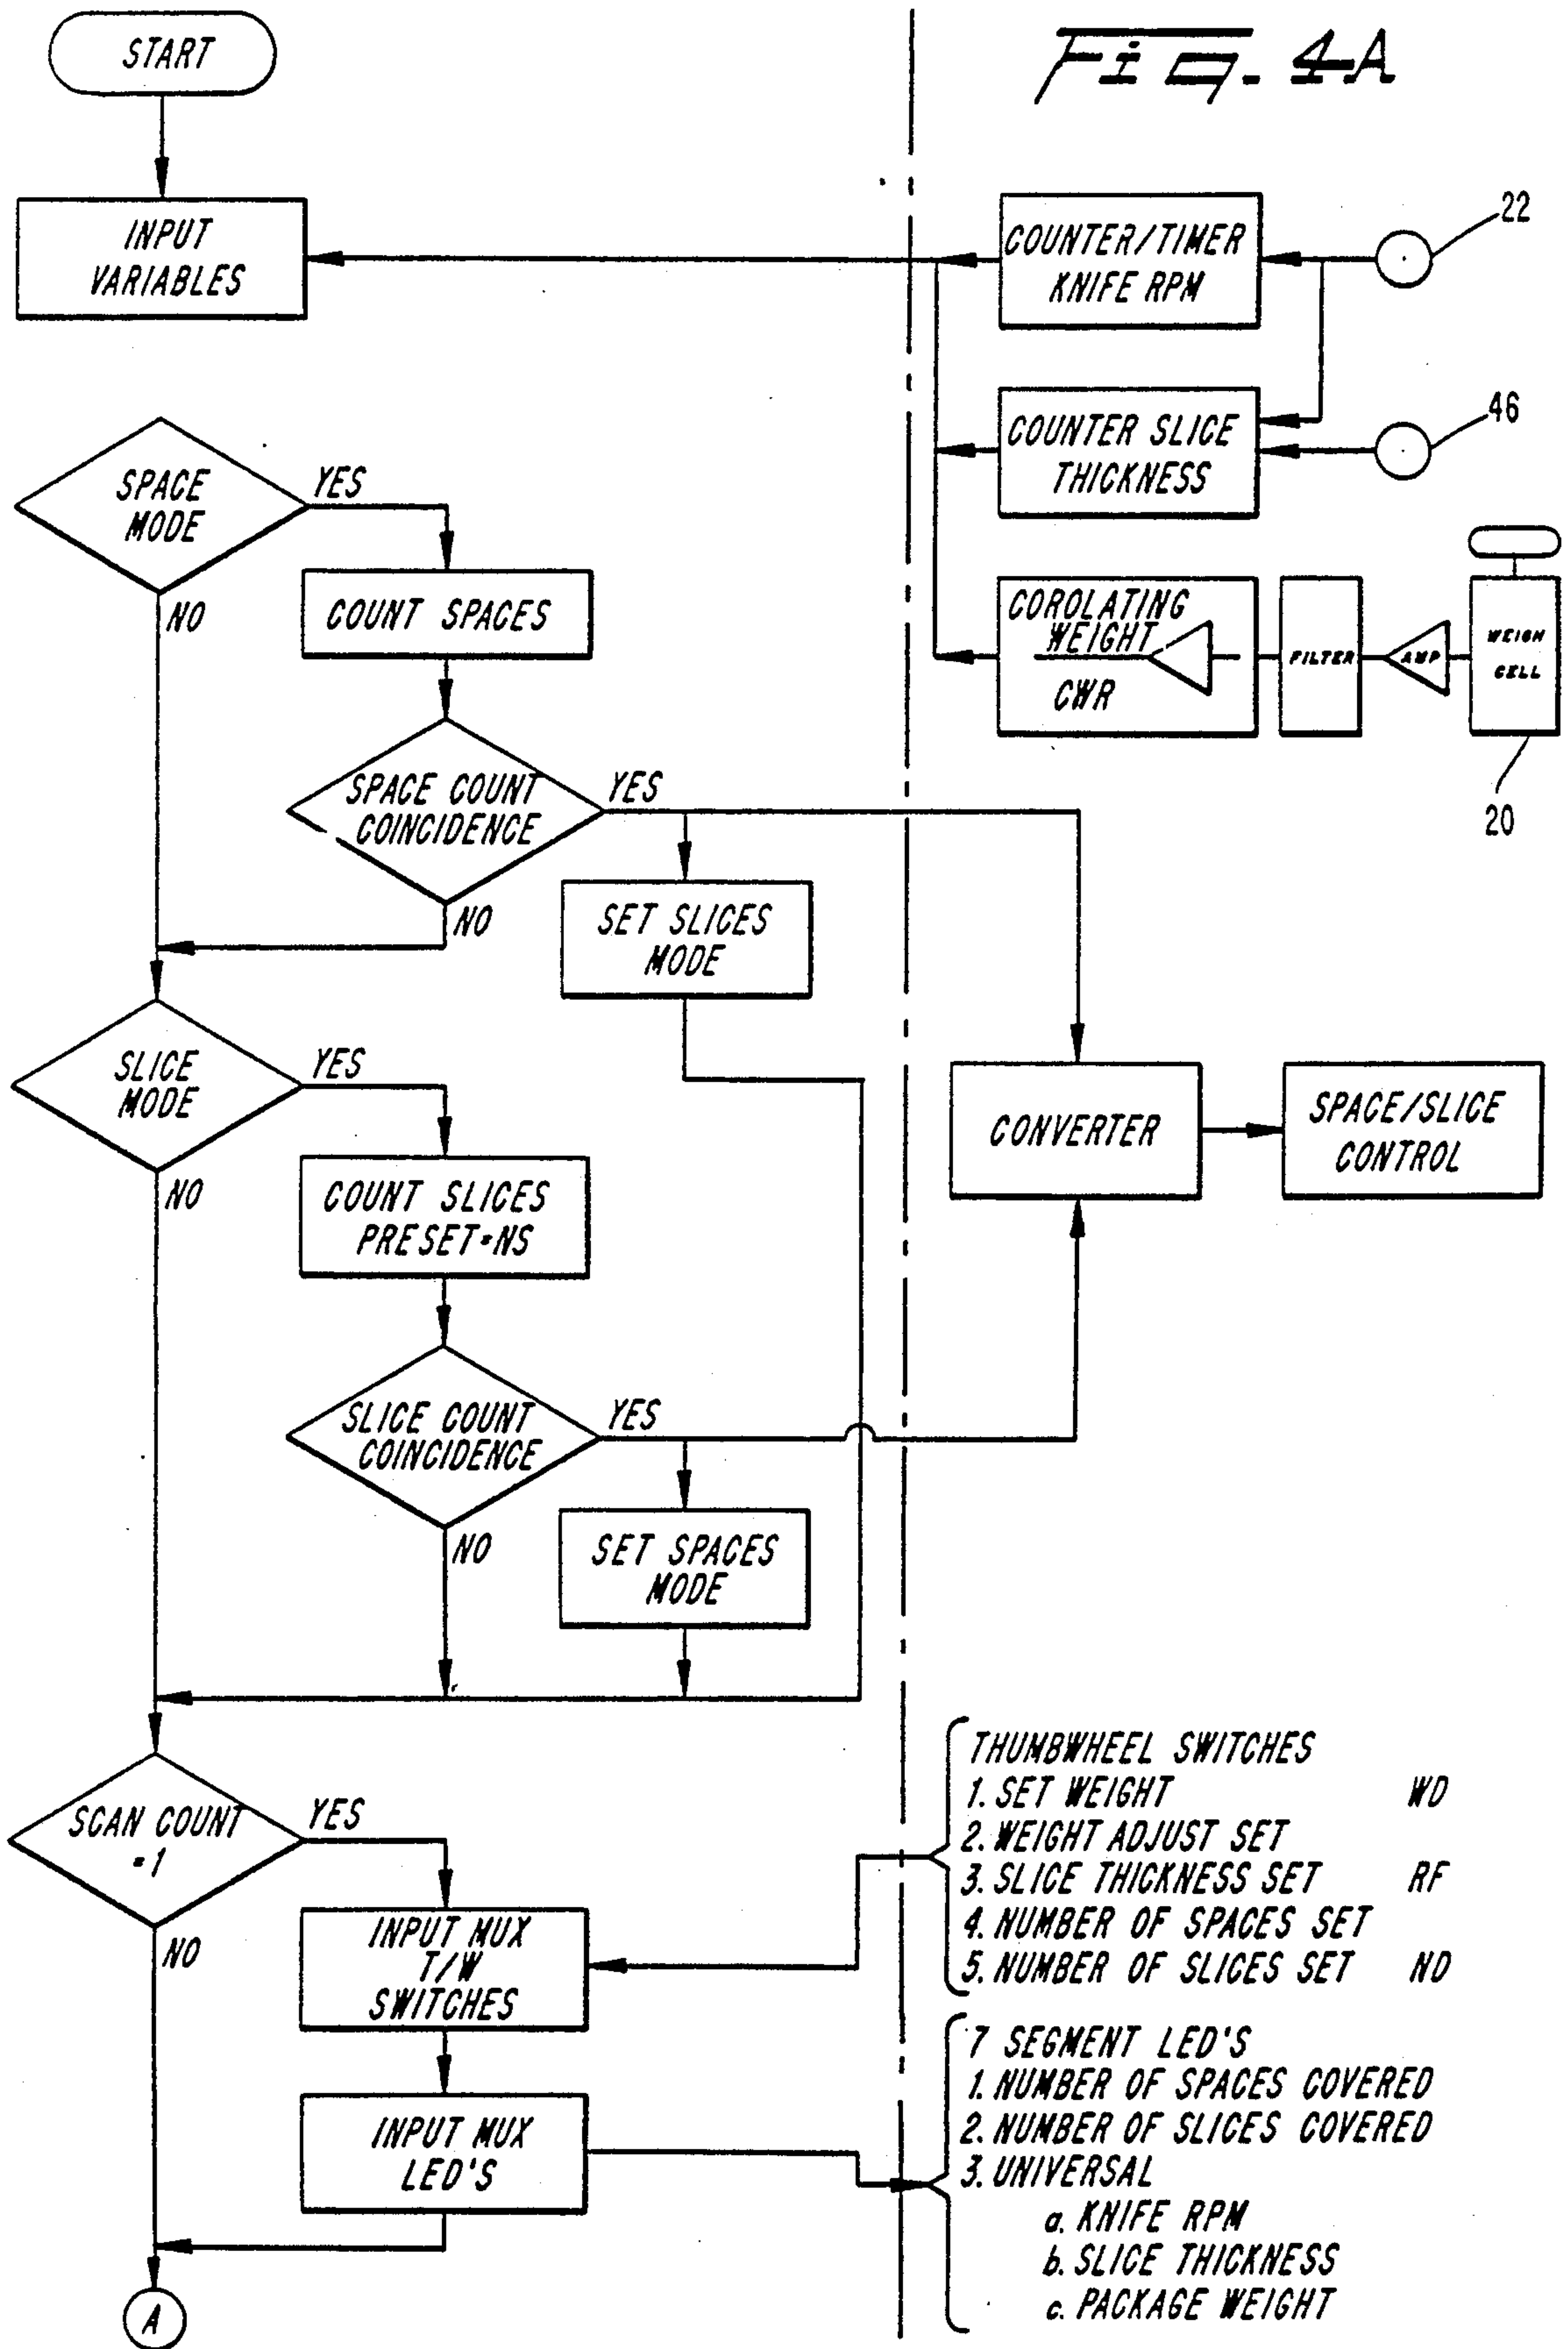 Fig. 4-A
START
INPUT
VARIABLES
COUNTER/TIMER
KNIFE RPM
22
COUNTER SLICE
THICKNESS
46
COROLATING
WEIGHT
CWR
FILTER
AMP
WEIGH
CELL
20
SPACE
MODE
YES
NO
COUNT SPACES
SPACE COUNT
COINCIDENCE
YES
NO
SET SLICES
MODE
SLICE
MODE
YES
NO
COUNT SLICES
PRESET=NS
CONVERTER
SPACE/SLICE
CONTROL
SLICE COUNT
COINCIDENCE
YES
NO
SET SPACES
MODE
SCAN COUNT
=1
YES
NO
INPUT MUX
T/W
SWITCHES
THUMBWHEEL SWITCHES
1. SET WEIGHT WD
2. WEIGHT ADJUST SET
3. SLICE THICKNESS SET RF
4. NUMBER OF SPACES SET
5. NUMBER OF SLICES SET ND
INPUT MUX
LED'S
7 SEGMENT LED'S
1. NUMBER OF SPACES COVERED
2. NUMBER OF SLICES COVERED
3. UNIVERSAL
a. KNIFE RPM
b. SLICE THICKNESS
c. PACKAGE WEIGHT
A